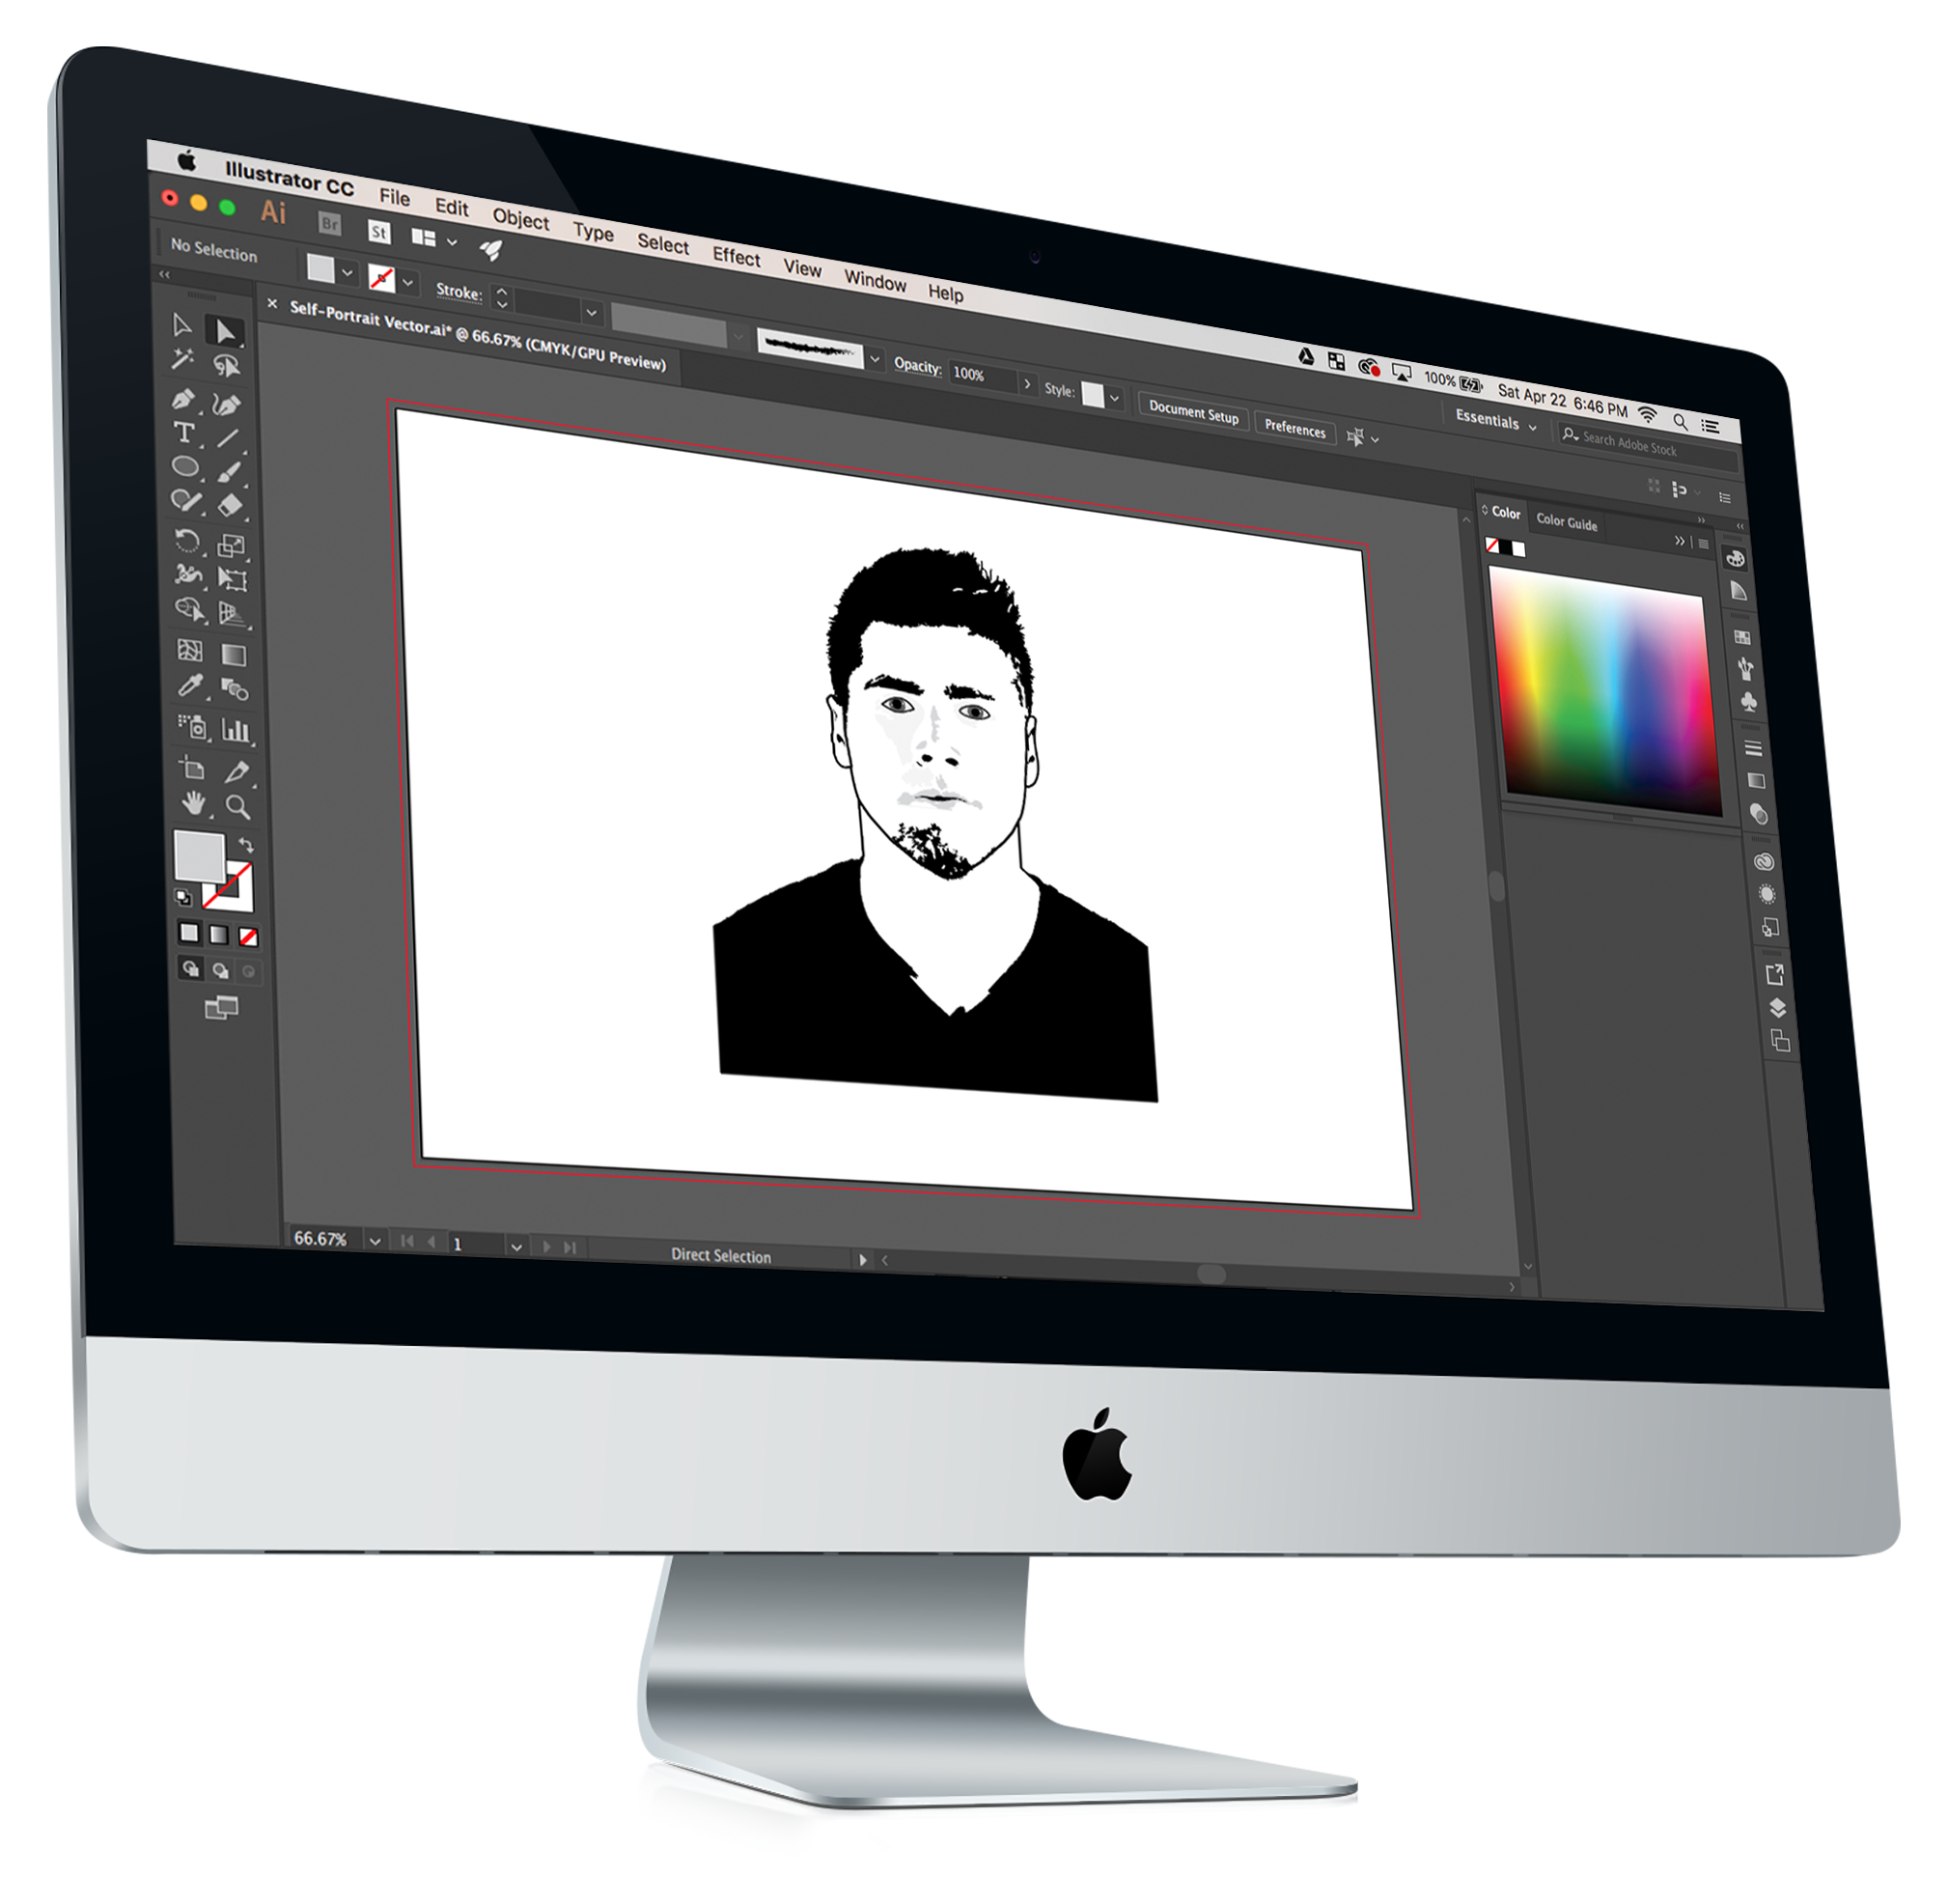 Illustrator CC File Edit Object Type Select Effect View Window Help
100% Sat Apr 22 6:46 PM
Ai Br St
Essentials Search Adobe Stock
No Selection Stroke: Opacity: 100% Style: Document Setup Preferences
× Self-Portrait Vector.ai* @ 66.67% (CMYK/GPU Preview)
Color Color Guide
T
66.67% 1 Direct Selection